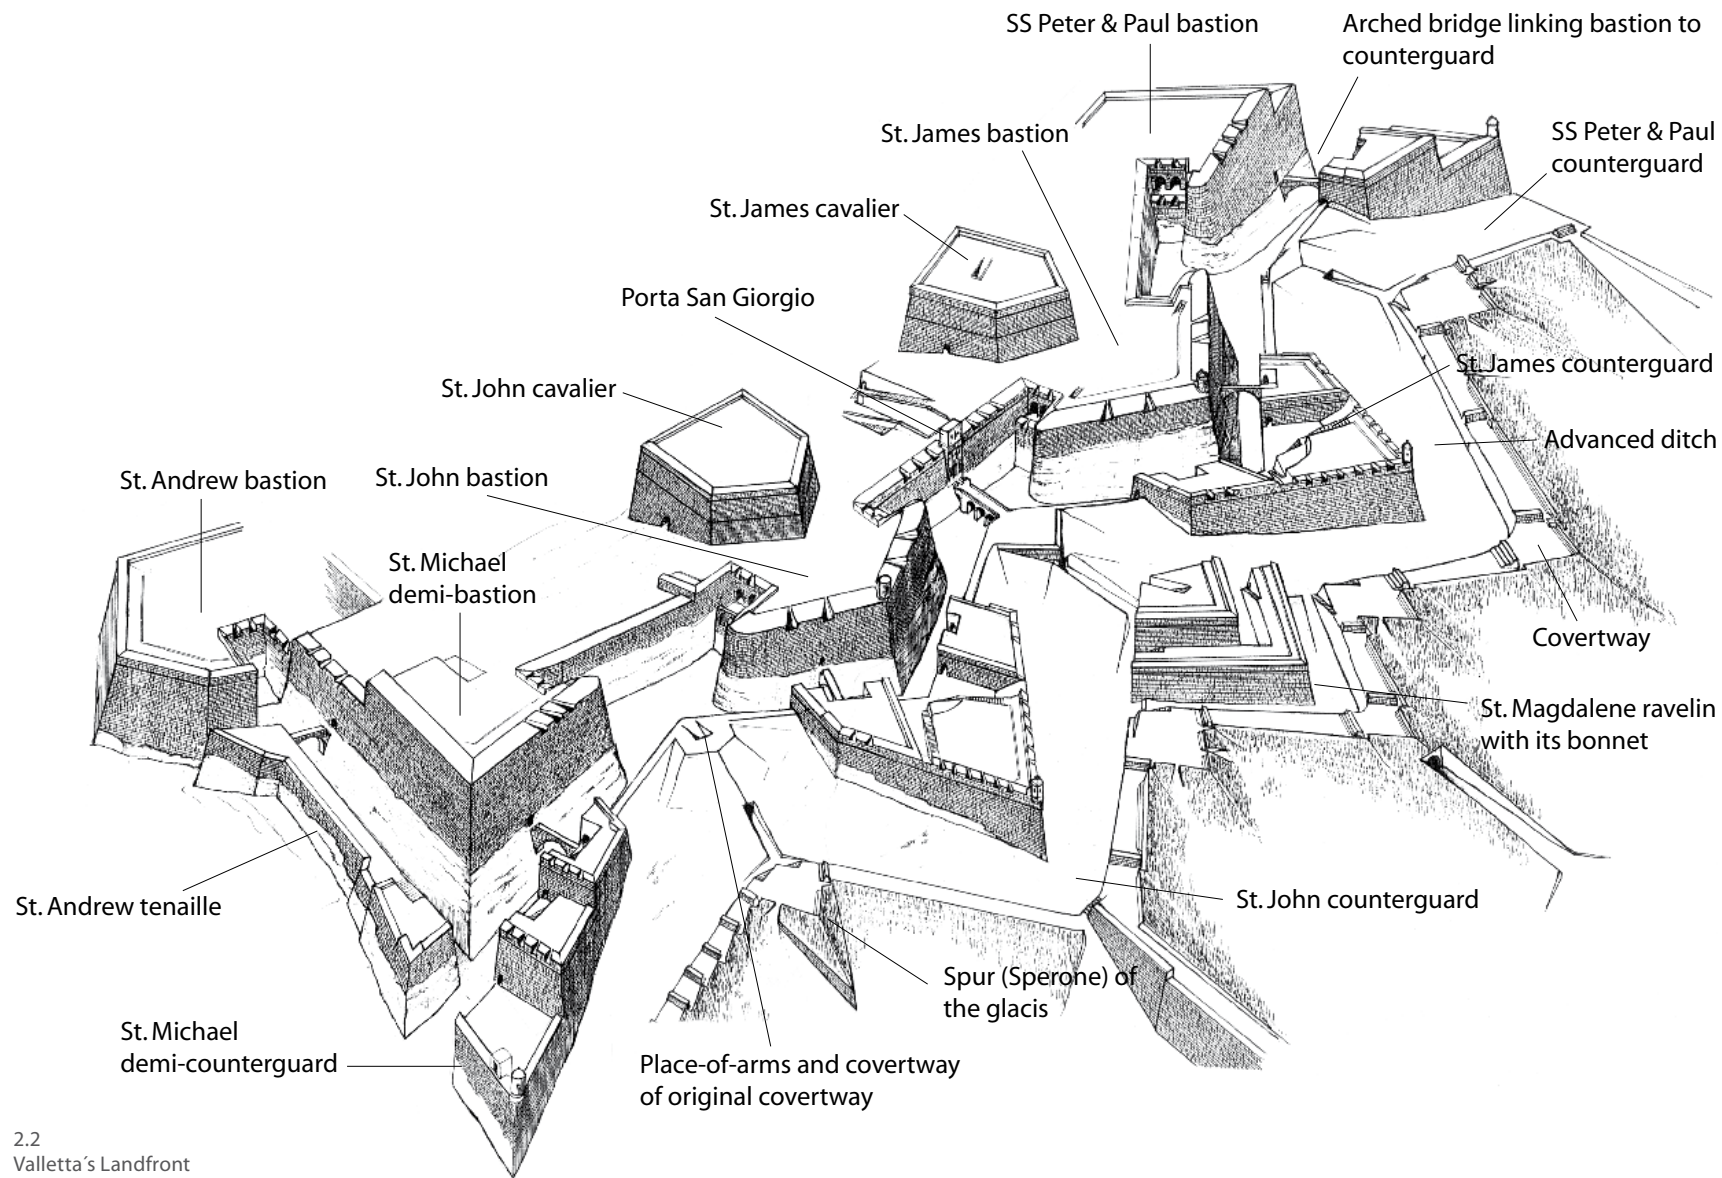 SS Peter & Paul bastion
Arched bridge linking bastion to
counterguard
St. James bastion
SS Peter & Paul
counterguard
St. James cavalier
Porta San Giorgio
St. James counterguard
St. John cavalier
Advanced ditch
St. Andrew bastion
St. John bastion
St. Michael
demi-bastion
Covertway
St. Magdalene ravelin
with its bonnet
St. Andrew tenaille
St. John counterguard
Spur (Sperone) of
the glacis
St. Michael
demi-counterguard
Place-of-arms and covertway
of original covertway
2.2
Valletta´s Landfront